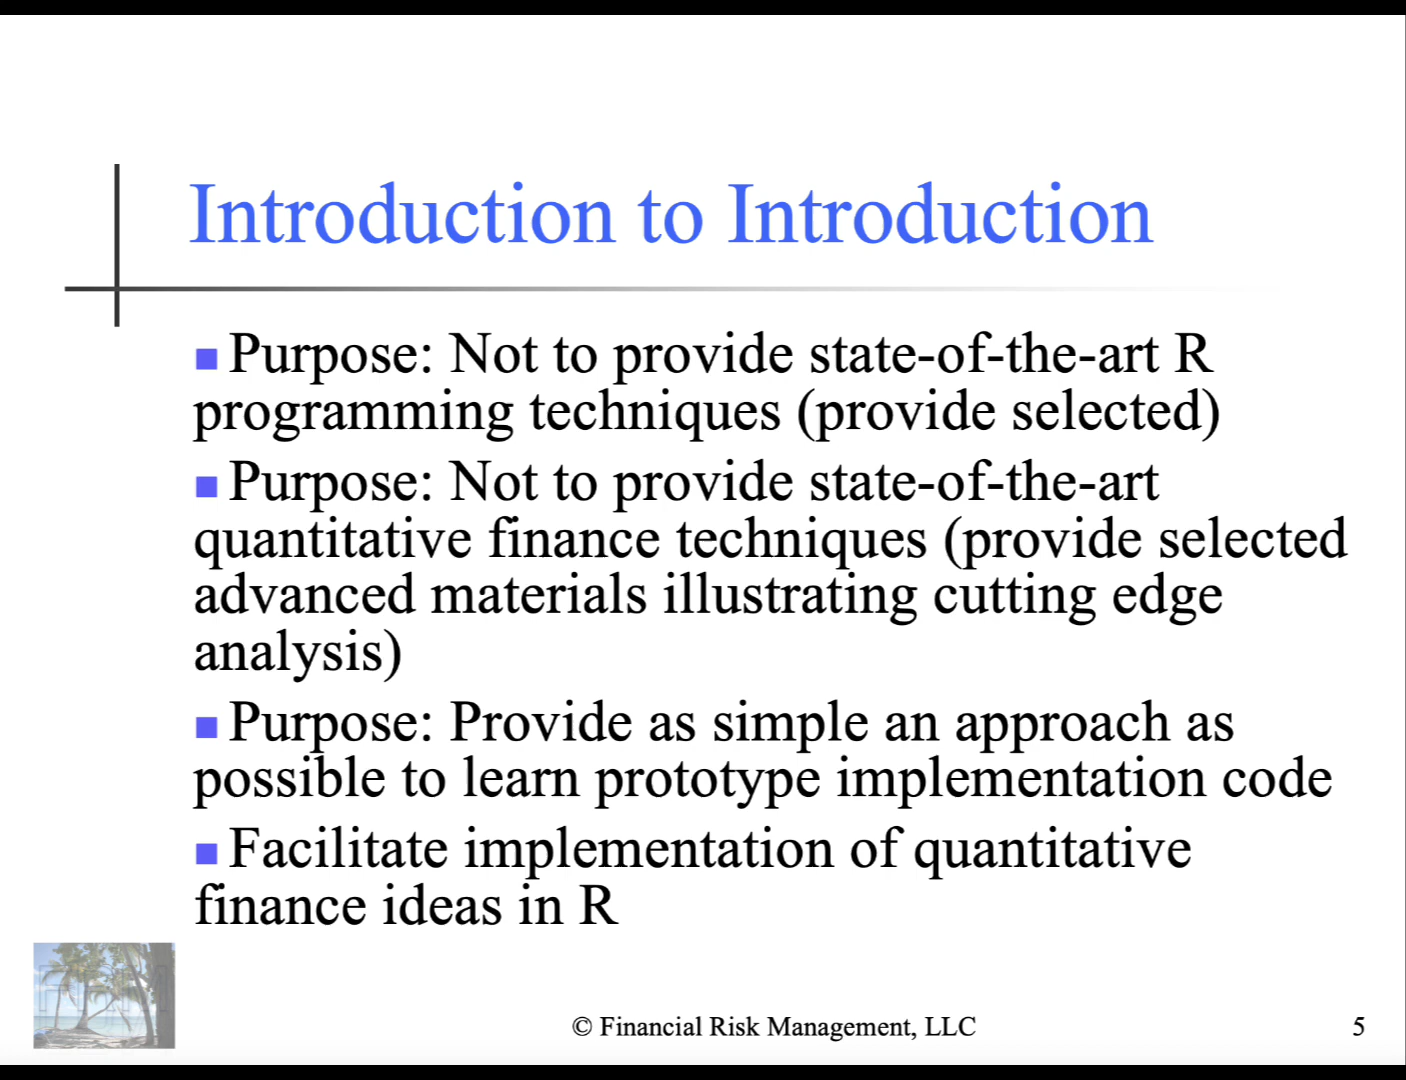 Introduction to Introduction
Purpose: Not to provide state-of-the-art R
programming techniques (provide selected)
Purpose: Not to provide state-of-the-art
quantitative finance techniques (provide selected
advanced materials illustrating cutting edge
analysis)
Purpose: Provide as simple an approach as
possible to learn prototype implementation code
Facilitate implementation of quantitative
finance ideas in R
© Financial Risk Management, LLC
5